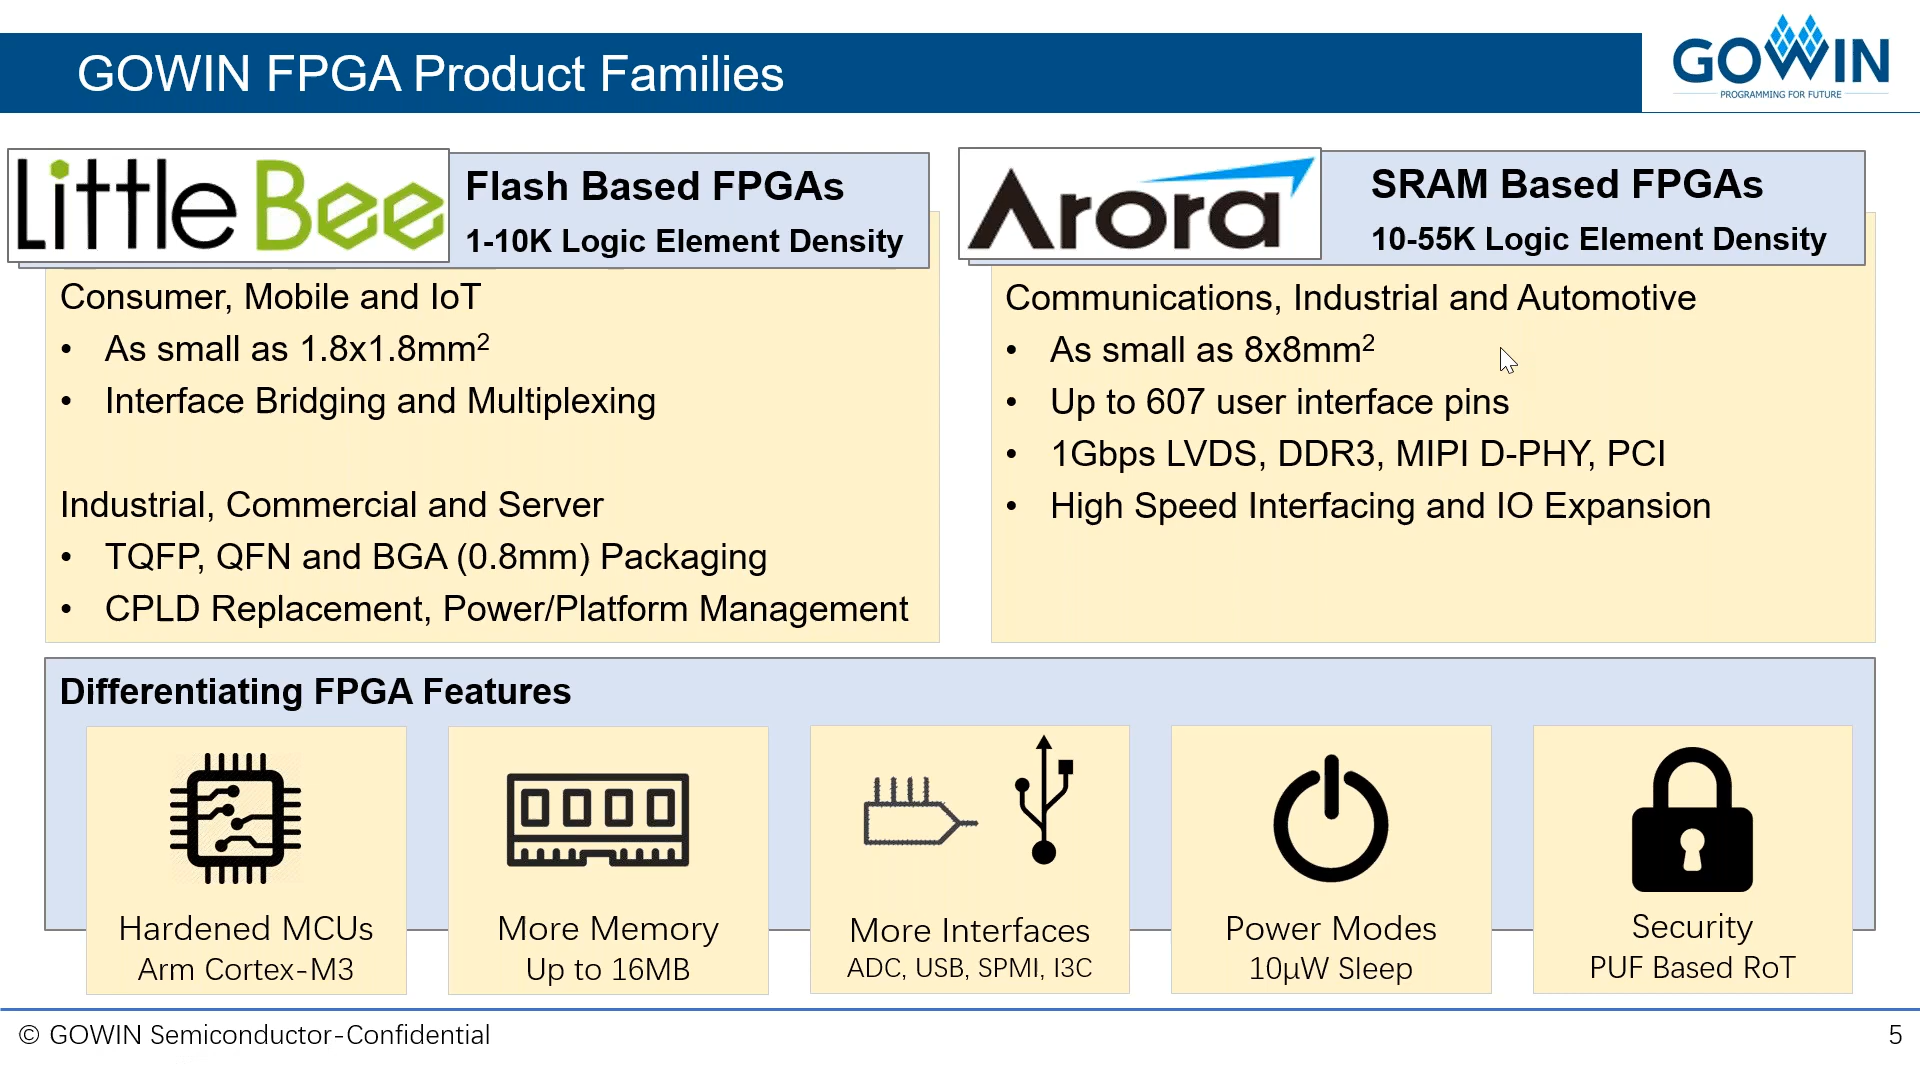 GOWIN FPGA Product Families
GOWIN
PROGRAMMING FOR FUTURE
LittleBee
Flash Based FPGAs
1-10K Logic Element Density
Consumer, Mobile and IoT
• As small as 1.8x1.8mm²
• Interface Bridging and Multiplexing
Industrial, Commercial and Server
• TQFP, QFN and BGA (0.8mm) Packaging
• CPLD Replacement, Power/Platform Management
Arora
SRAM Based FPGAs
10-55K Logic Element Density
Communications, Industrial and Automotive
• As small as 8x8mm²
• Up to 607 user interface pins
• 1Gbps LVDS, DDR3, MIPI D-PHY, PCI
• High Speed Interfacing and IO Expansion
Differentiating FPGA Features
Hardened MCUs
Arm Cortex-M3
More Memory
Up to 16MB
More Interfaces
ADC, USB, SPMI, I3C
Power Modes
10μW Sleep
Security
PUF Based RoT
© GOWIN Semiconductor-Confidential
5